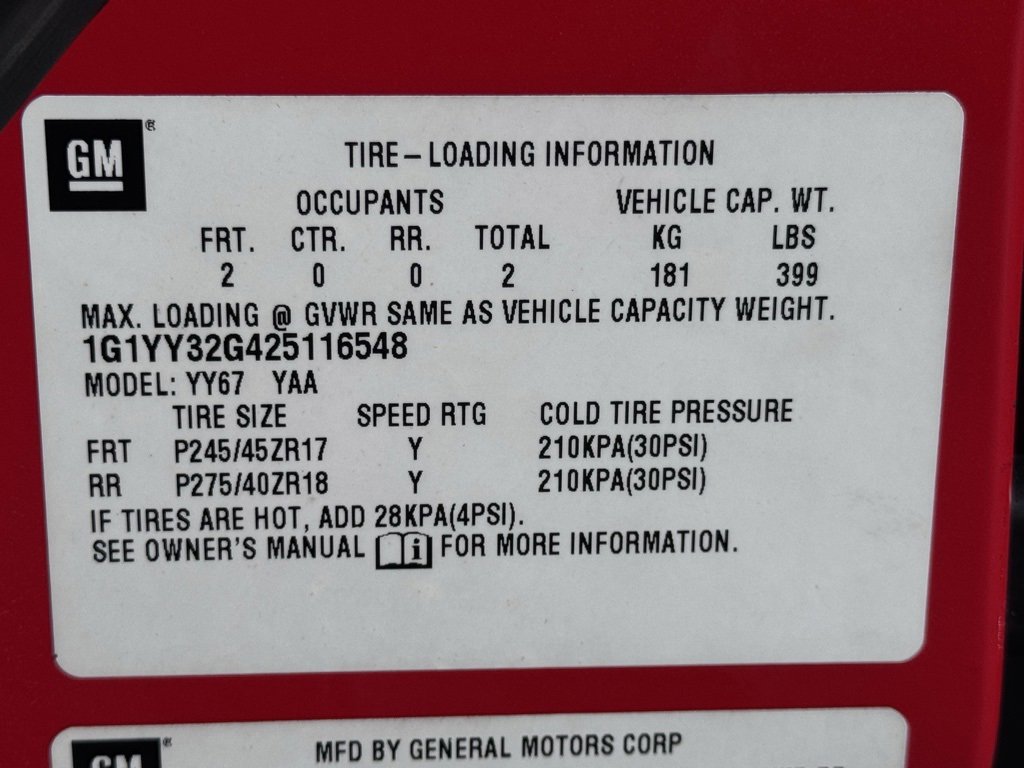 GM®
TIRE–LOADING INFORMATION
OCCUPANTS VEHICLE CAP. WT.
FRT. CTR. RR. TOTAL KG LBS
2 0 0 2 181 399
MAX. LOADING @ GVWR SAME AS VEHICLE CAPACITY WEIGHT.
1G1YY32G425116548
MODEL: YY67 YAA
TIRE SIZE SPEED RTG COLD TIRE PRESSURE
FRT P245/45ZR17 Y 210KPA(30PSI)
RR P275/40ZR18 Y 210KPA(30PSI)
IF TIRES ARE HOT, ADD 28KPA(4PSI).
SEE OWNER'S MANUAL i FOR MORE INFORMATION.
GM®
MFD BY GENERAL MOTORS CORP